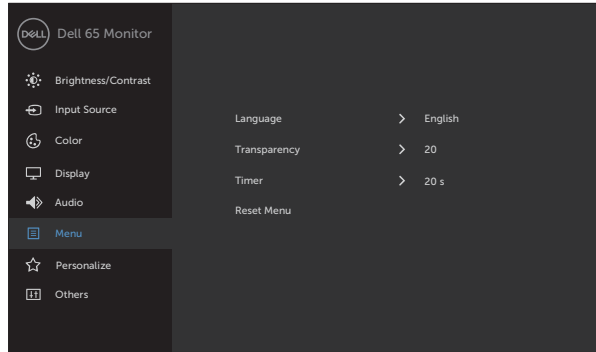 DELL Dell 65 Monitor
Brightness/Contrast
Input Source
Color
Display
Audio
Menu
Personalize
Others
Language > English
Transparency > 20
Timer > 20 s
Reset Menu